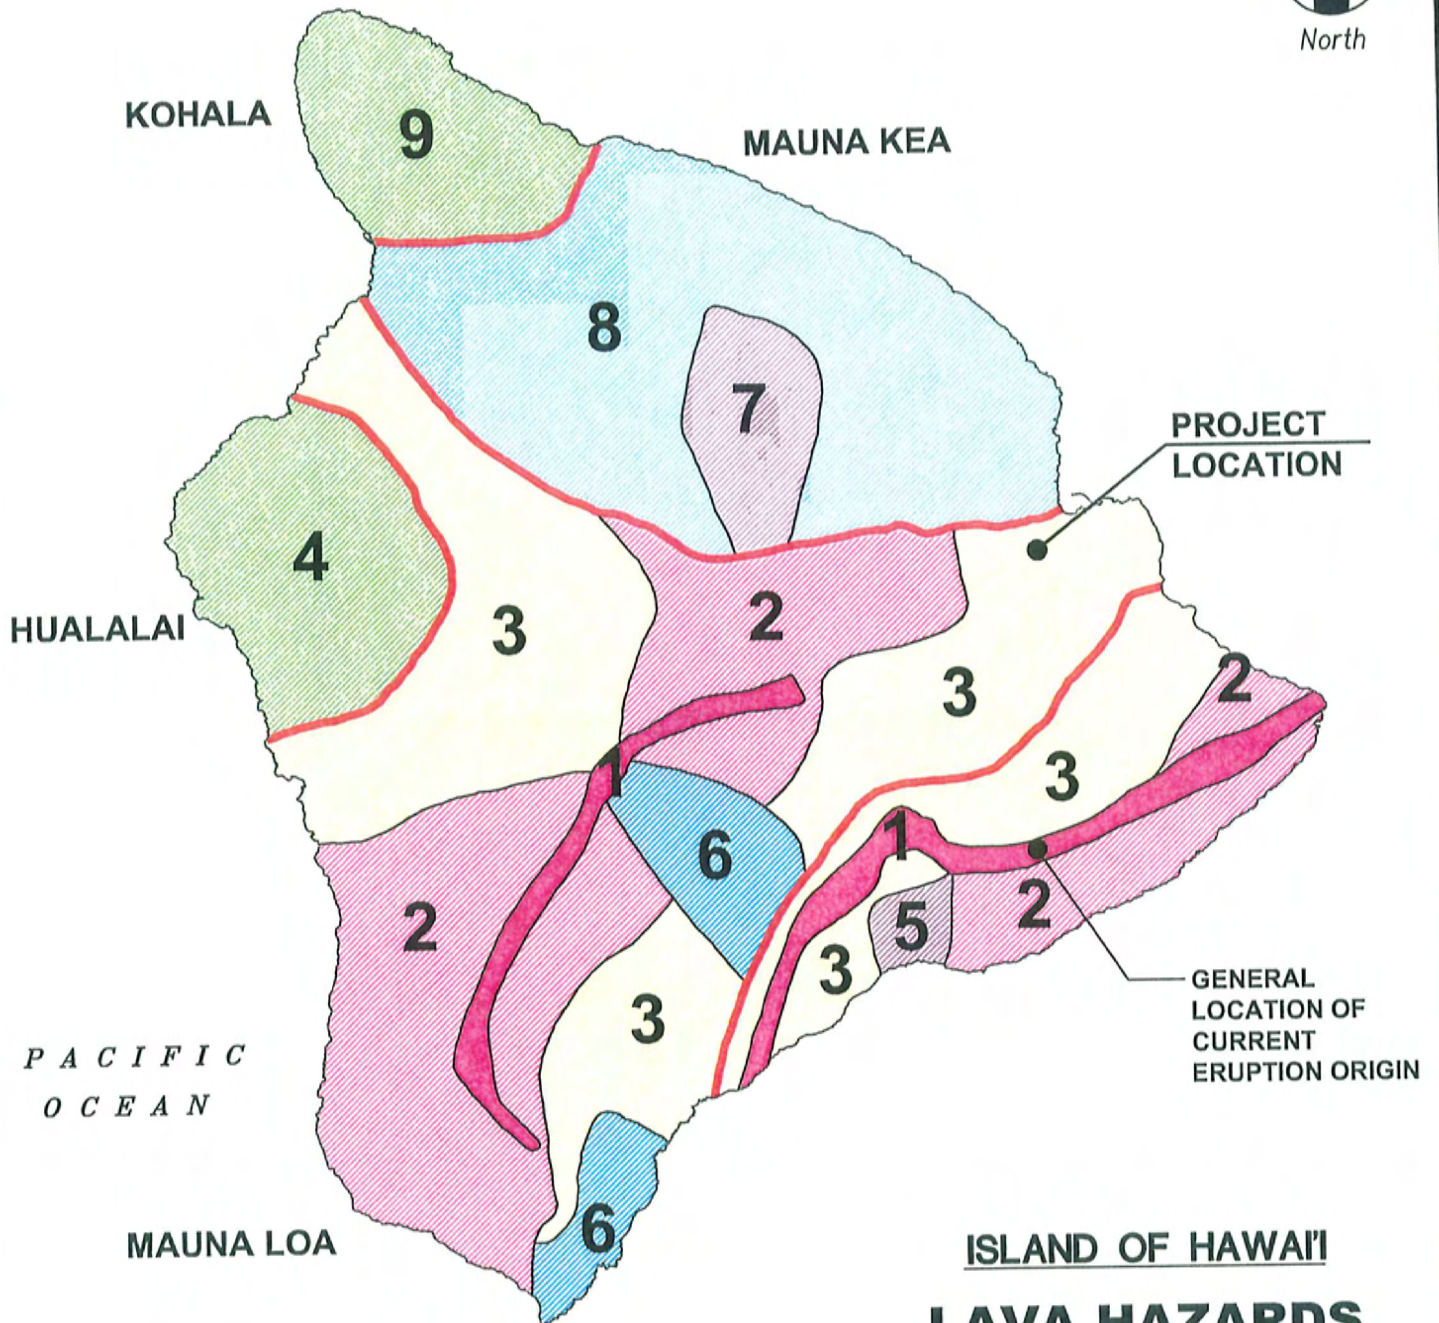 North
KOHALA
9
MAUNA KEA
8
7
PROJECT
LOCATION
4
HUALALAI
3
2
3
2
1
3
1
6
2
5
2
3
3
GENERAL
LOCATION OF
CURRENT
ERUPTION ORIGIN
PACIFIC
OCEAN
6
MAUNA LOA
ISLAND OF HAWAI'I
LAVA HAZARDS